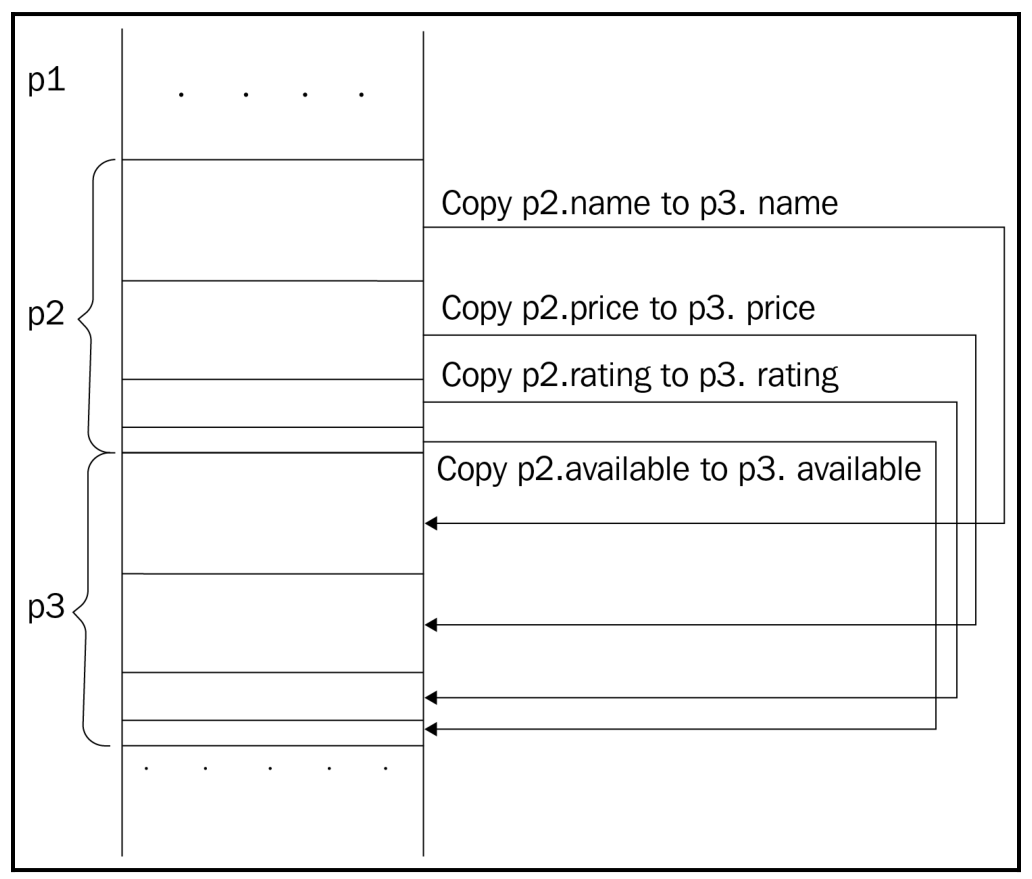 p1
Copy p2.name to p3. name
p2
Copy p2.price to p3. price
Copy p2.rating to p3. rating
Copy p2.available to p3. available
p3